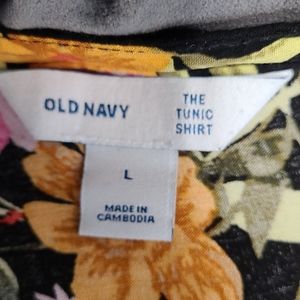 OLD NAVY
THE
TUNIC
SHIRT
L
MADE IN
CAMBODIA